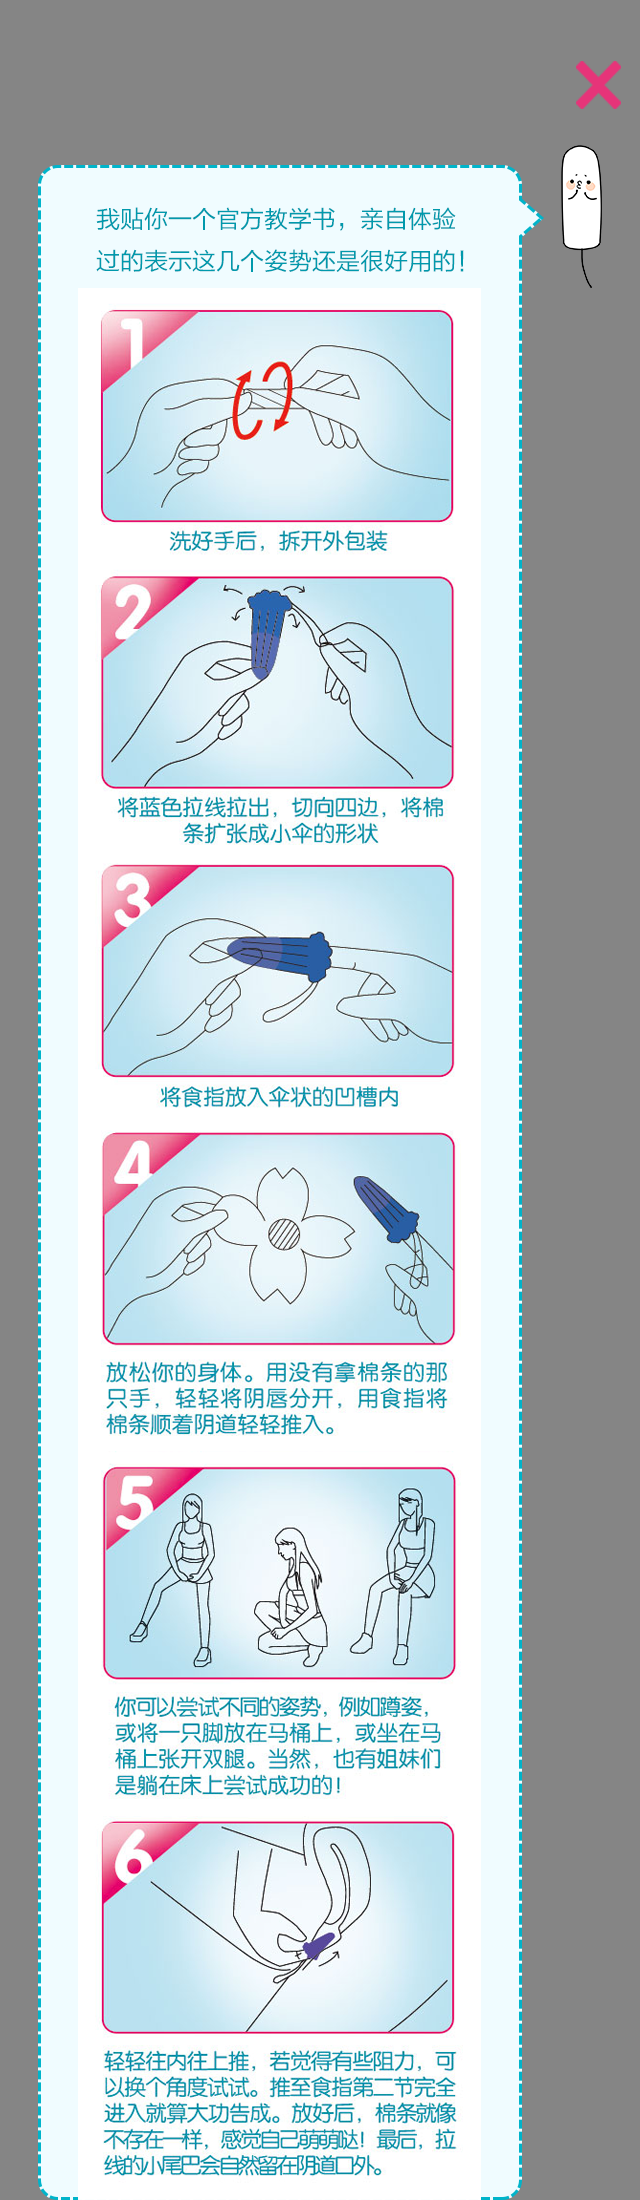 我贴你一个官方教学书，亲自体验
过的表示这几个姿势还是很好用的！
1
洗好手后，拆开外包装
2
将蓝色拉线拉出，切向四边，将棉
条扩张成小伞的形状
3
将食指放入伞状的凹槽内
4
放松你的身体。用没有拿棉条的那
只手，轻轻将阴唇分开，用食指将
棉条顺着阴道轻轻推入。
5
你可以尝试不同的姿势，例如蹲姿，
或将一只脚放在马桶上，或坐在马
桶上张开双腿。当然，也有姐妹们
是躺在床上尝试成功的！
6
轻轻往内往上推，若觉得有些阻力，可
以换个角度试试。推至食指第二节完全
进入就算大功告成。放好后，棉条就像
不存在一样，感觉自己萌萌哒！最后，拉
线的小尾巴会自然留在阴道口外。